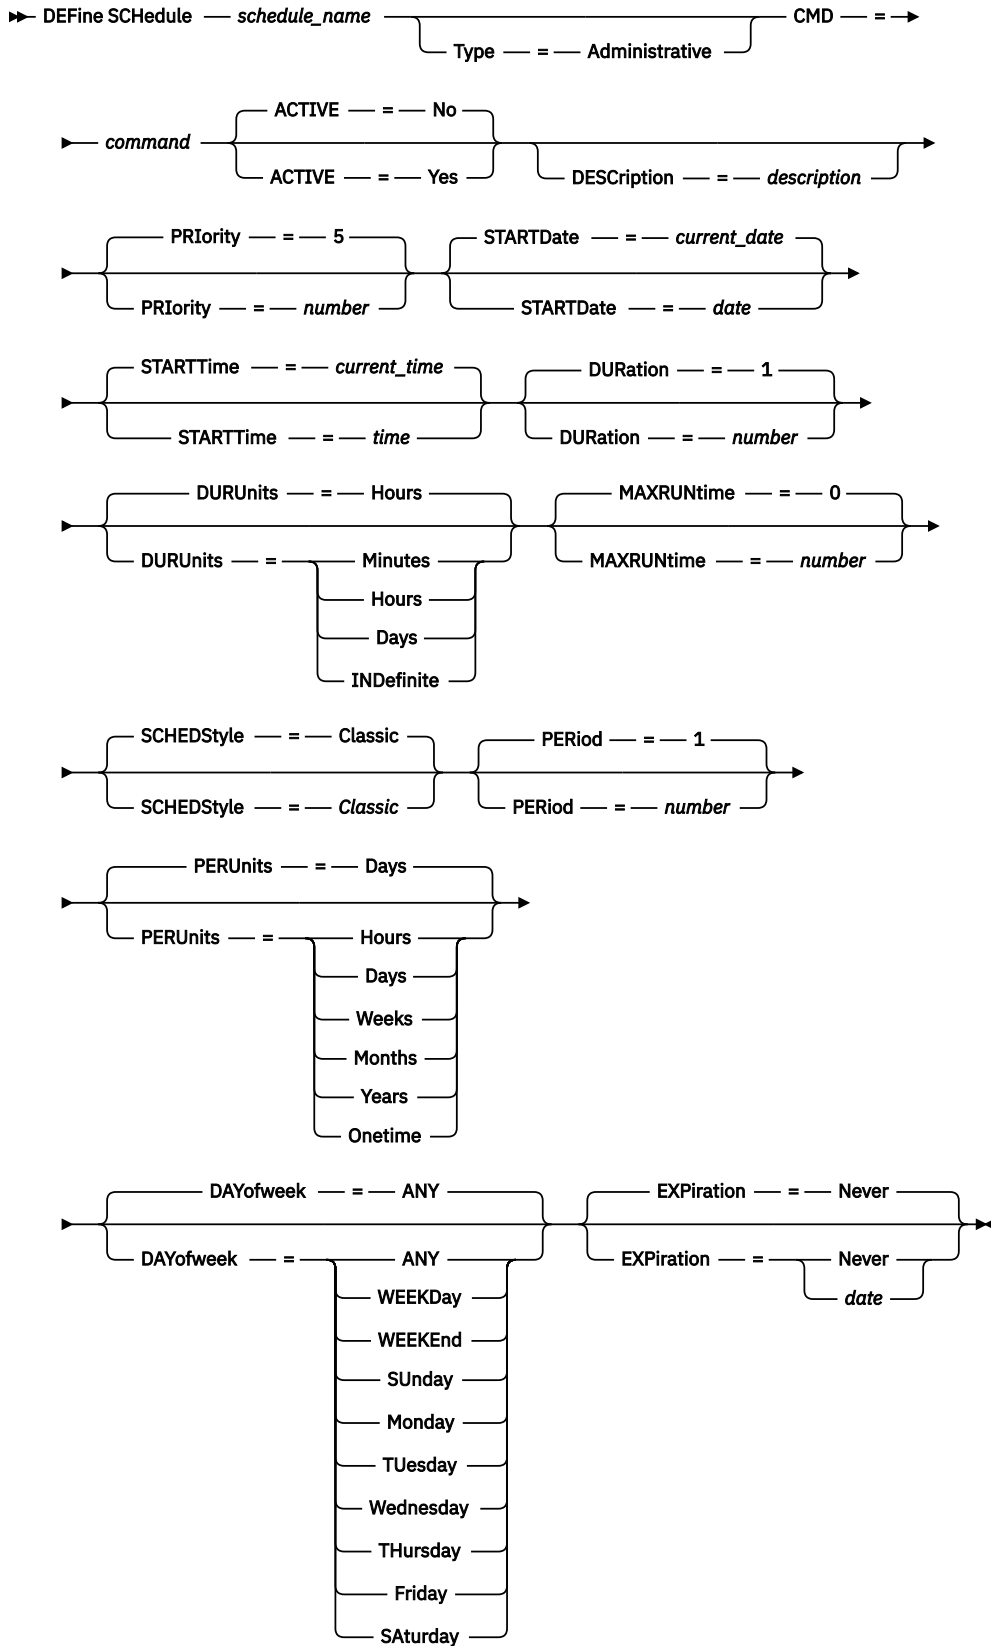 DEFine SCHedule schedule_name CMD =
Type = Administrative
ACTIVE = No
command
ACTIVE = Yes
DESCription = description
PRIority = 5
STARTDate = current_date
PRIority = number
STARTDate = date
STARTTime = current_time
DURation = 1
STARTTime = time
DURation = number
DURUnits = Hours
MAXRUNtime = 0
DURUnits = Minutes
MAXRUNtime = number
Hours
Days
INDefinite
SCHEDStyle = Classic
PERiod = 1
SCHEDStyle = Classic
PERiod = number
PERUnits = Days
PERUnits = Hours
Days
Weeks
Months
Years
Onetime
DAYofweek = ANY
EXPiration = Never
DAYofweek = ANY
EXPiration = Never
WEEKDay
date
WEEKEnd
SUnday
Monday
TUesday
Wednesday
THursday
Friday
SAturday